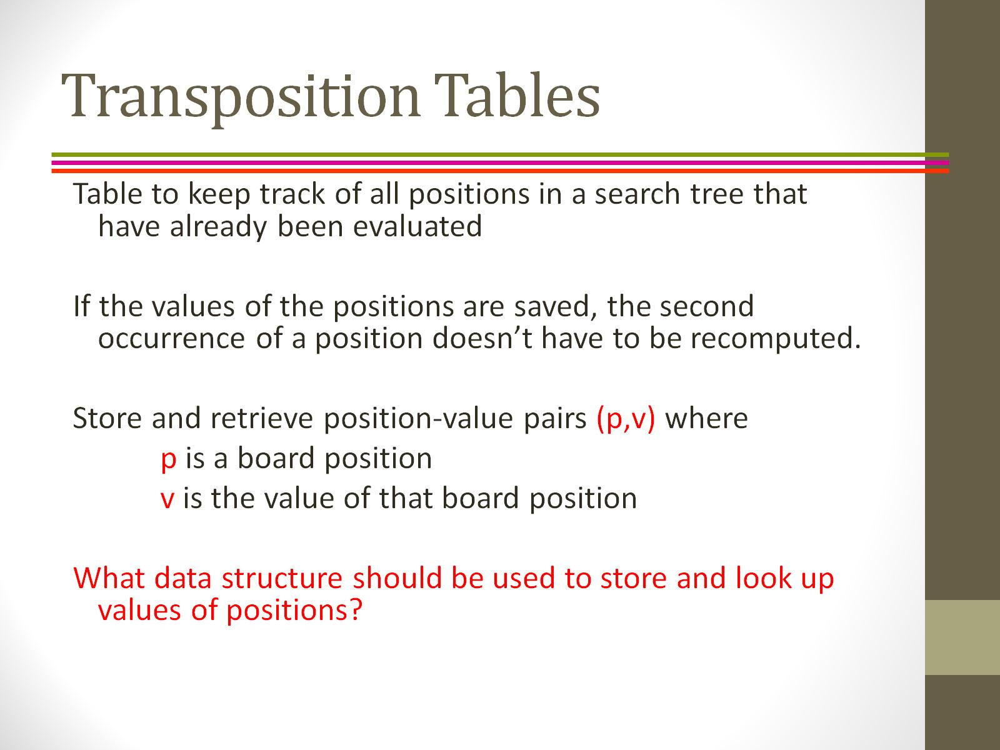 Transposition Tables
Table to keep track of all positions in a search tree that
have already been evaluated
If the values of the positions are saved, the second
occurrence of a position doesn’t have to be recomputed.
Store and retrieve position-value pairs (p,v) where
p is a board position
v is the value of that board position
What data structure should be used to store and look up
values of positions?